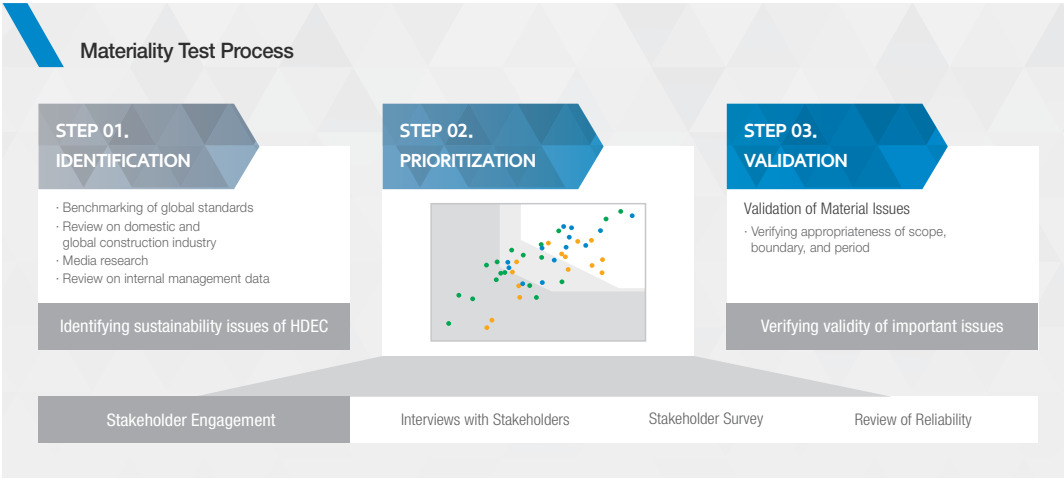 Materiality Test Process
STEP 01.
IDENTIFICATION
· Benchmarking of global standards
· Review on domestic and
global construction industry
· Media research
· Review on internal management data
Identifying sustainability issues of HDEC
STEP 02.
PRIORITIZATION
STEP 03.
VALIDATION
Validation of Material Issues
· Verifying appropriateness of scope,
boundary, and period
Verifying validity of important issues
Stakeholder Engagement
Interviews with Stakeholders
Stakeholder Survey
Review of Reliability